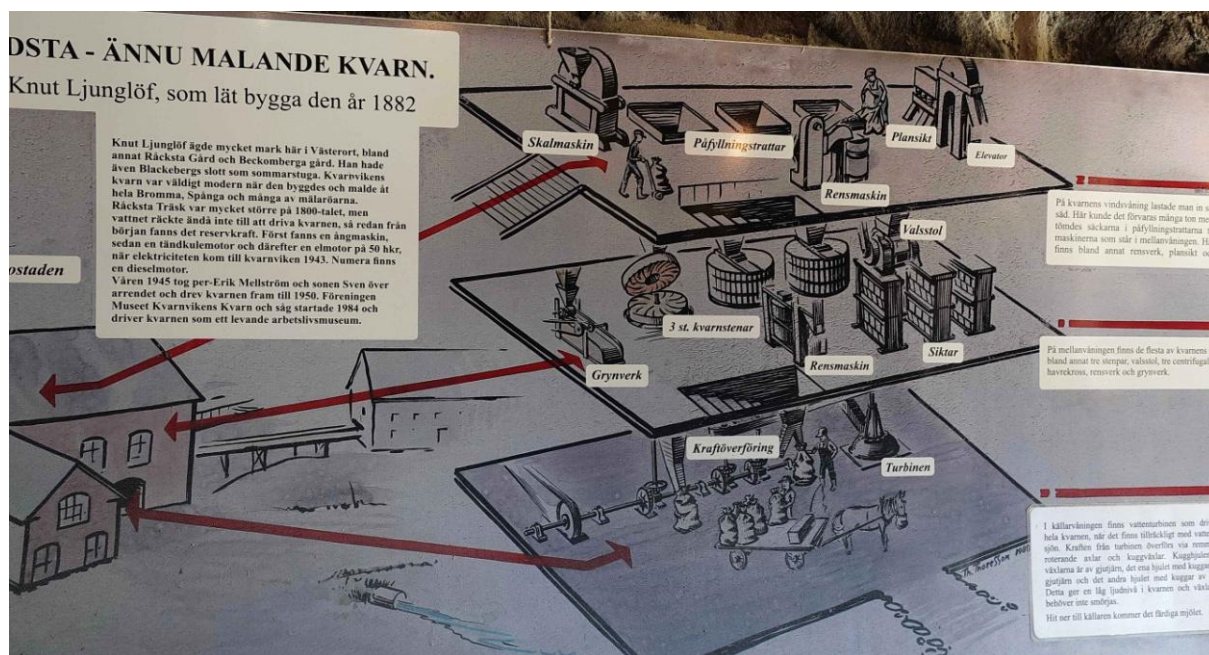 DSTA - ÄNNU MALANDE KVARN.
Knut Ljunglöf, som lät bygga den år 1882
Knut Ljunglöf ägde mycket mark här i Västerort, bland
annat Råcksta Gård och Beckomberga gård. Han hade
även Blackebergs slott som sommarstuga. Kvarnvikens
kvarn var väldigt modern när den byggdes och malde åt
hela Bromma, Spånga och många av mälaröarna.
Råcksta Träsk var mycket större på 1800-talet, men
vattnet räckte ändå inte till att driva kvarnen, så redan från
början fanns det reservkraft. Först fanns en ångmaskin,
sedan en tändkulemotor och därefter en elmotor på 50 hkr,
när elektriciteten kom till kvarnviken 1943. Numera finns
en dieselmotor.
Våren 1945 tog per-Erik Mellström och sonen Sven över
arrendet och drev kvarnen fram till 1950. Föreningen
Museet Kvarnvikens Kvarn och såg startade 1984 och
driver kvarnen som ett levande arbetslivsmuseum.
ostaden
Skalmaskin
Påfyllningstrattar
Plansikt
Elevator
Rensmaskin
Valsstol
3 st. kvarnstenar
Grynverk
Rensmaskin
Siktar
Kraftöverföring
Turbinen
På kvarnens vindsvåning lastade man in
säd. Här kunde det förvaras många ton
tömdes säckarna i påfyllningstrattarna
maskinerna som står i mellanvåningen.
finns bland annat rensverk, plansikt
På mellanvåningen finns de flesta av kvarnens
bland annat tre stenpar, valsstol, tre
havrekross, rensverk och grynverk.
I källarvåningen finns vattenturbinen som
hela kvarnen, när det finns tillräckligt med
sjön. Kraften från turbinen överförs via
roterande axlar och kuggväxlar.
växlarna är av gjutjärn, det ena hjulet med
gjutjärn och det andra hjulet med kuggar av
Detta ger en låg ljudnivå i kvarnen och
behöver inte smörjas.
Hit ner till källaren kommer det färdiga mjölet.